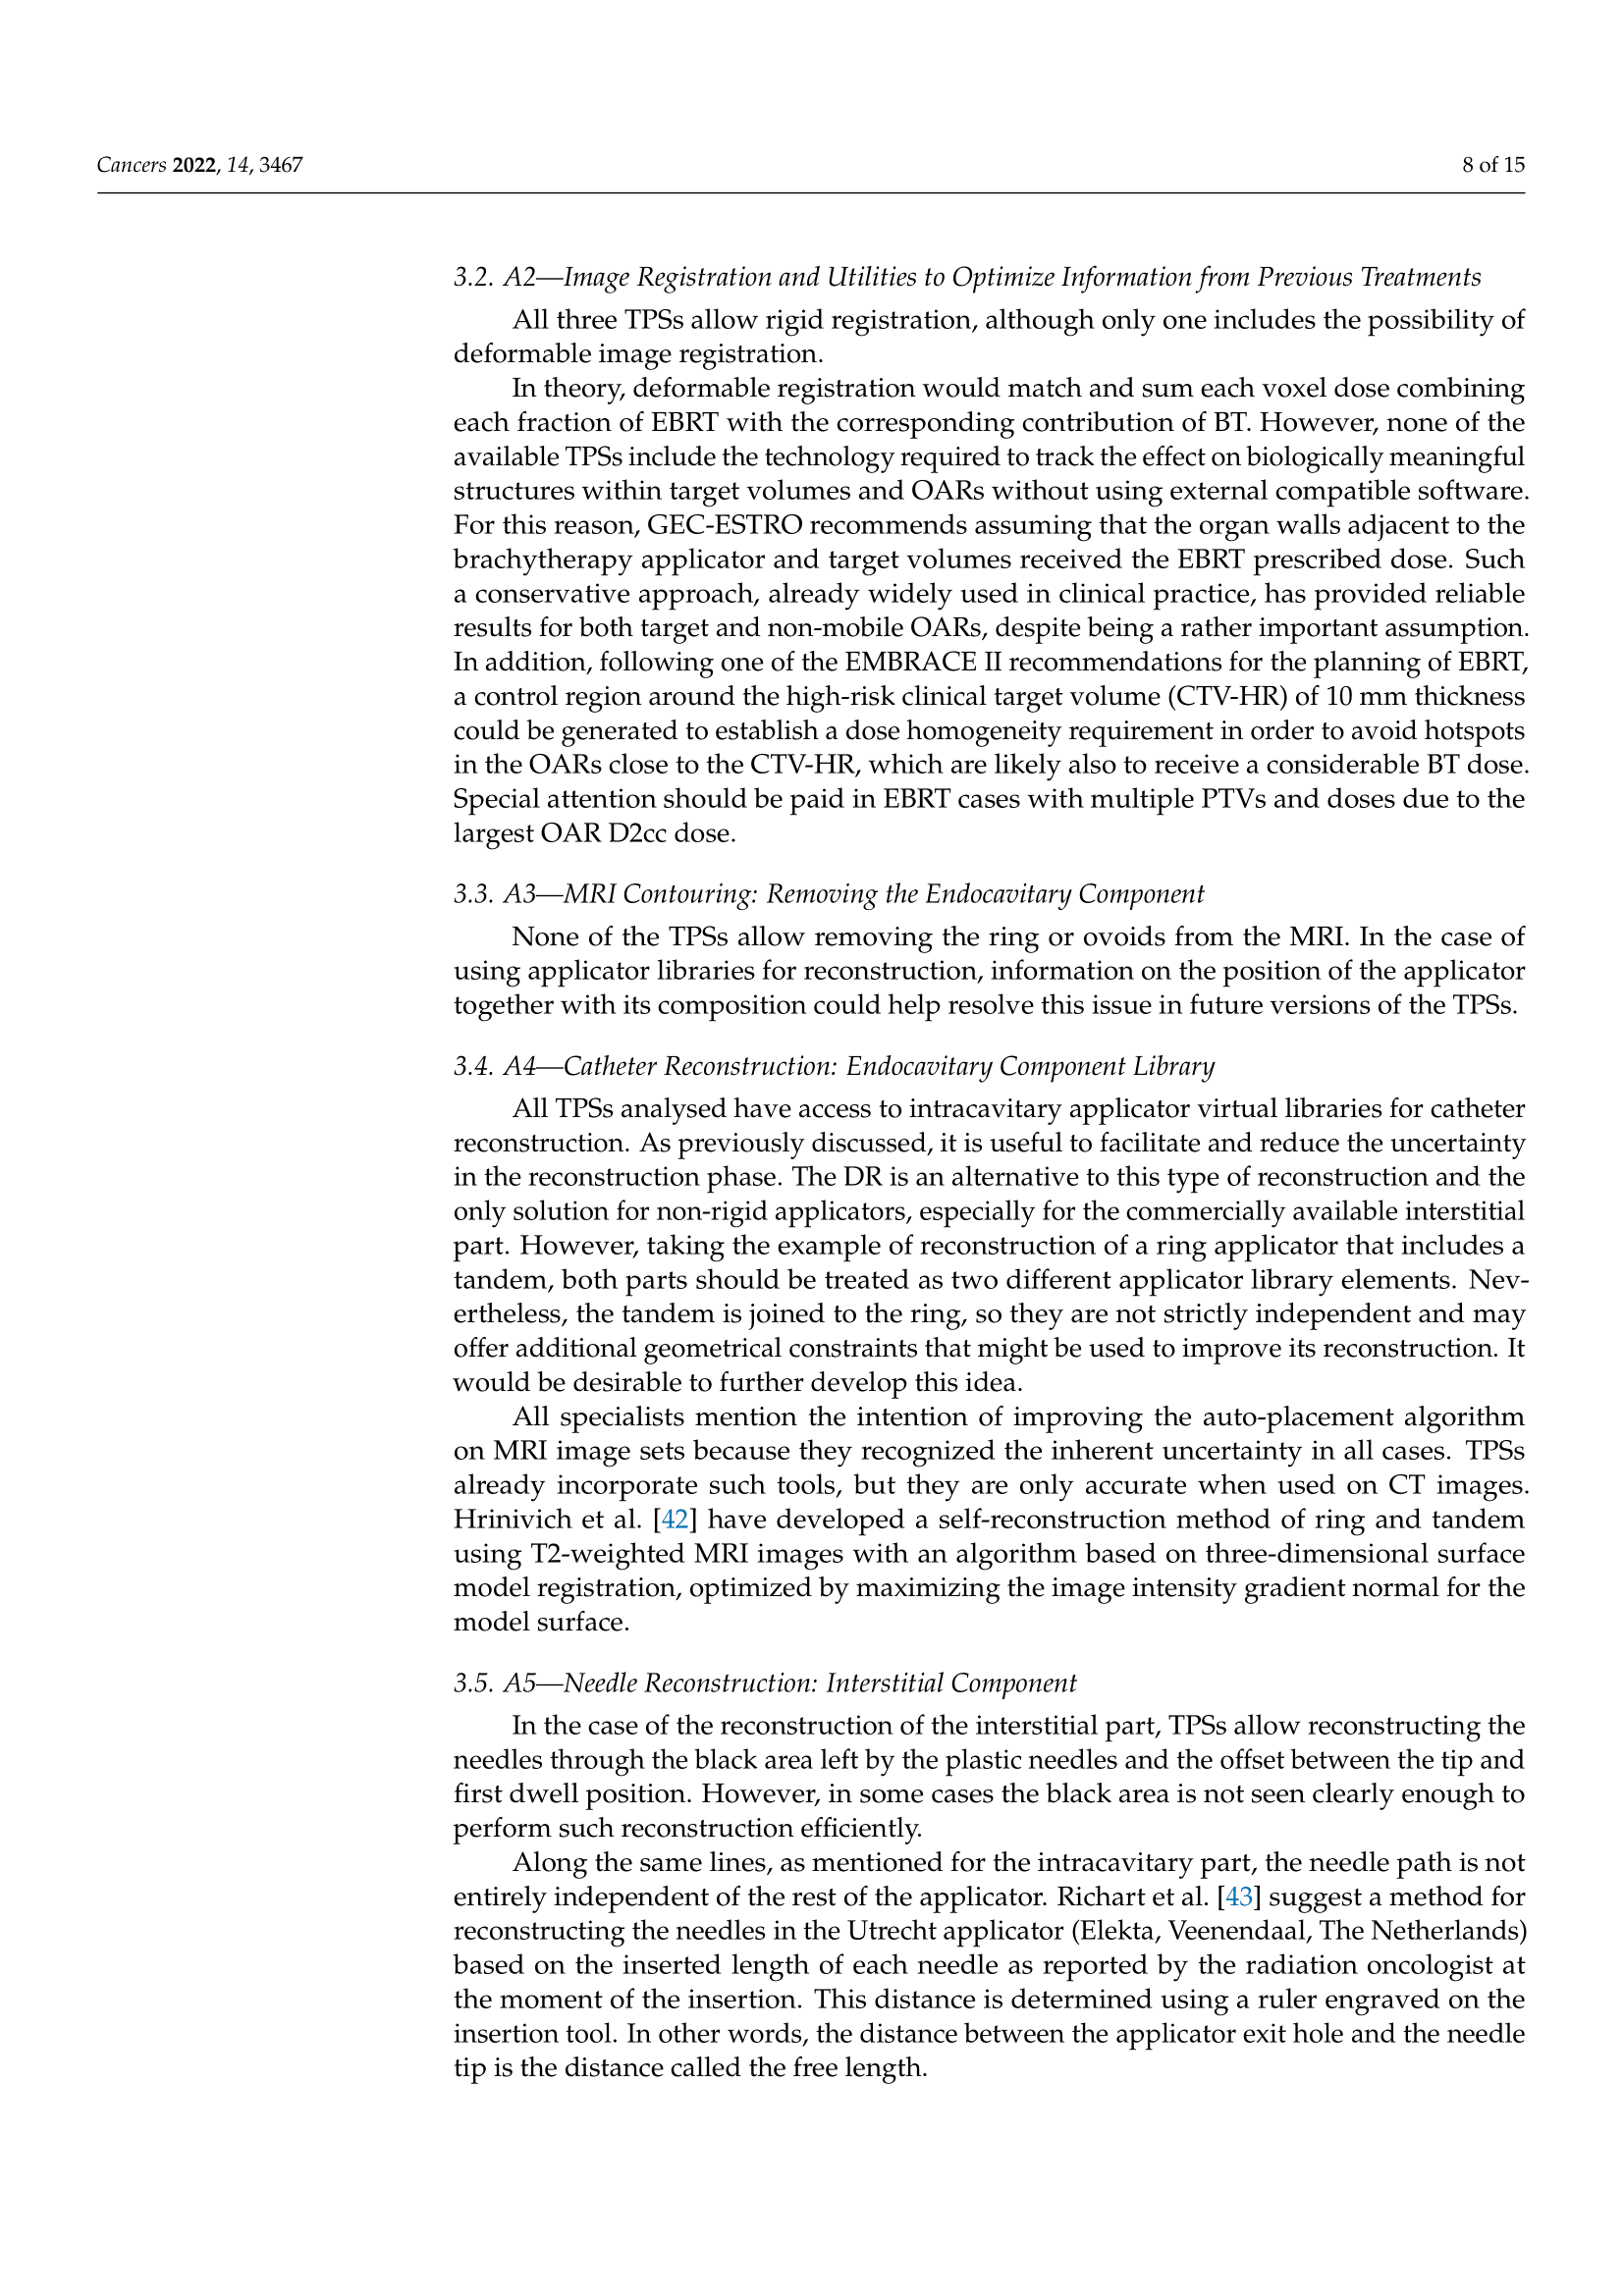 Cancers 2022, 14, 3467
8 of 15
3.2. A2—Image Registration and Utilities to Optimize Information from Previous Treatments
All three TPSs allow rigid registration, although only one includes the possibility of
deformable image registration.
In theory, deformable registration would match and sum each voxel dose combining
each fraction of EBRT with the corresponding contribution of BT. However, none of the
available TPSs include the technology required to track the effect on biologically meaningful
structures within target volumes and OARs without using external compatible software.
For this reason, GEC-ESTRO recommends assuming that the organ walls adjacent to the
brachytherapy applicator and target volumes received the EBRT prescribed dose. Such
a conservative approach, already widely used in clinical practice, has provided reliable
results for both target and non-mobile OARs, despite being a rather important assumption.
In addition, following one of the EMBRACE II recommendations for the planning of EBRT,
a control region around the high-risk clinical target volume (CTV-HR) of 10 mm thickness
could be generated to establish a dose homogeneity requirement in order to avoid hotspots
in the OARs close to the CTV-HR, which are likely also to receive a considerable BT dose.
Special attention should be paid in EBRT cases with multiple PTVs and doses due to the
largest OAR D2cc dose.
3.3. A3—MRI Contouring: Removing the Endocavitary Component
None of the TPSs allow removing the ring or ovoids from the MRI. In the case of
using applicator libraries for reconstruction, information on the position of the applicator
together with its composition could help resolve this issue in future versions of the TPSs.
3.4. A4—Catheter Reconstruction: Endocavitary Component Library
All TPSs analysed have access to intracavitary applicator virtual libraries for catheter
reconstruction. As previously discussed, it is useful to facilitate and reduce the uncertainty
in the reconstruction phase. The DR is an alternative to this type of reconstruction and the
only solution for non-rigid applicators, especially for the commercially available interstitial
part. However, taking the example of reconstruction of a ring applicator that includes a
tandem, both parts should be treated as two different applicator library elements. Nev-
ertheless, the tandem is joined to the ring, so they are not strictly independent and may
offer additional geometrical constraints that might be used to improve its reconstruction. It
would be desirable to further develop this idea.
All specialists mention the intention of improving the auto-placement algorithm
on MRI image sets because they recognized the inherent uncertainty in all cases. TPSs
already incorporate such tools, but they are only accurate when used on CT images.
Hrinivich et al. [42] have developed a self-reconstruction method of ring and tandem
using T2-weighted MRI images with an algorithm based on three-dimensional surface
model registration, optimized by maximizing the image intensity gradient normal for the
model surface.
3.5. A5—Needle Reconstruction: Interstitial Component
In the case of the reconstruction of the interstitial part, TPSs allow reconstructing the
needles through the black area left by the plastic needles and the offset between the tip and
first dwell position. However, in some cases the black area is not seen clearly enough to
perform such reconstruction efficiently.
Along the same lines, as mentioned for the intracavitary part, the needle path is not
entirely independent of the rest of the applicator. Richart et al. [43] suggest a method for
reconstructing the needles in the Utrecht applicator (Elekta, Veenendaal, The Netherlands)
based on the inserted length of each needle as reported by the radiation oncologist at
the moment of the insertion. This distance is determined using a ruler engraved on the
insertion tool. In other words, the distance between the applicator exit hole and the needle
tip is the distance called the free length.